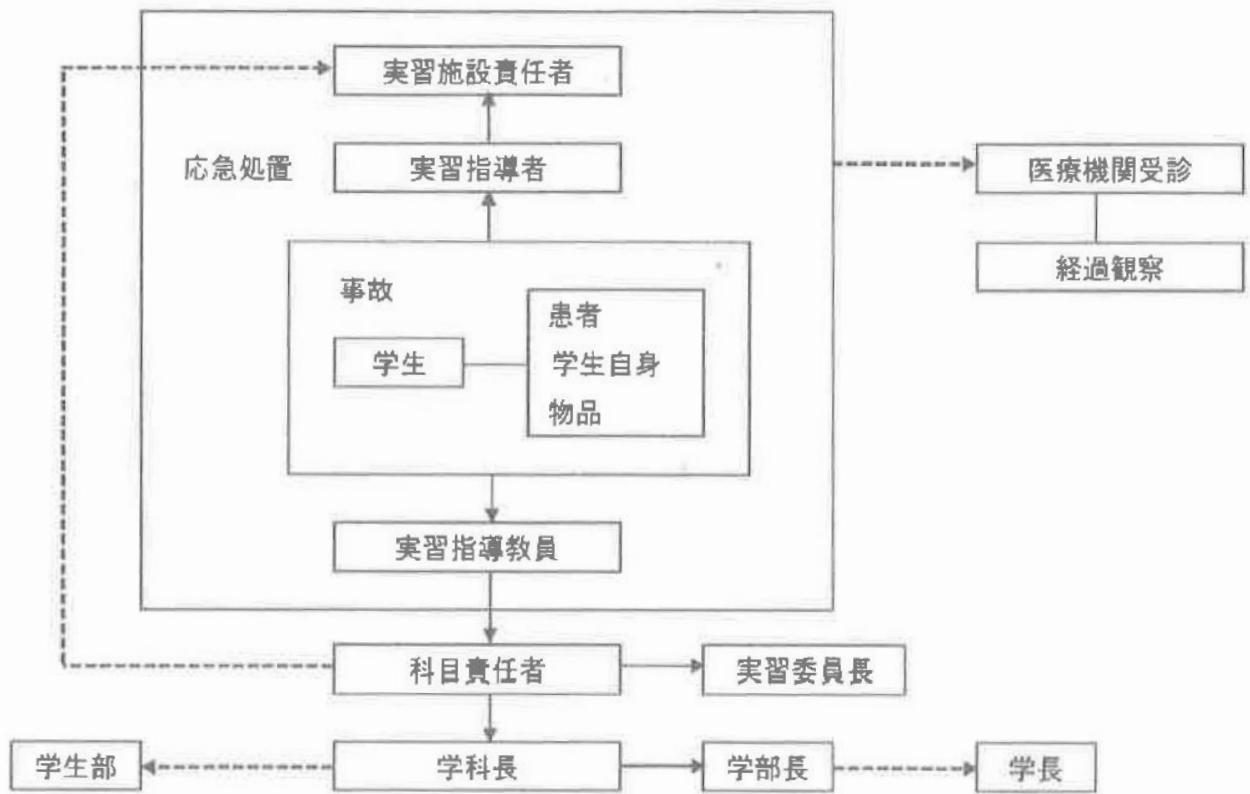 実習施設責任者
応急処置
実習指導者
医療機関受診
経過観察
事故
患者
学生
学生自身
物品
実習指導教員
科目責任者
実習委員長
学生部
学科長
学部長
学長